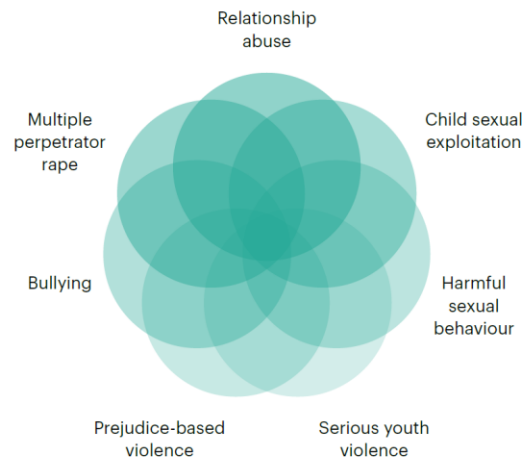 Relationship
abuse
Multiple
perpetrator
rape
Child sexual
exploitation
Bullying
Harmful
sexual
behaviour
Prejudice-based
violence
Serious youth
violence